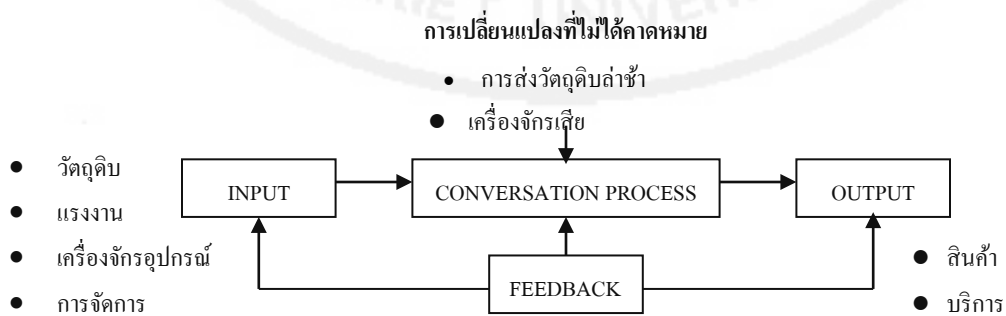 การเปลี่ยนแปลงที่ไม่ได้คาดหมาย
• การส่งวัตถุดิบล่าช้า
● เครื่องจักรเสีย
● วัตถุดิบ
● แรงงาน
● เครื่องจักรอุปกรณ์
● การจัดการ
INPUT
CONVERSATION PROCESS
OUTPUT
FEEDBACK
● สินค้า
● บริการ